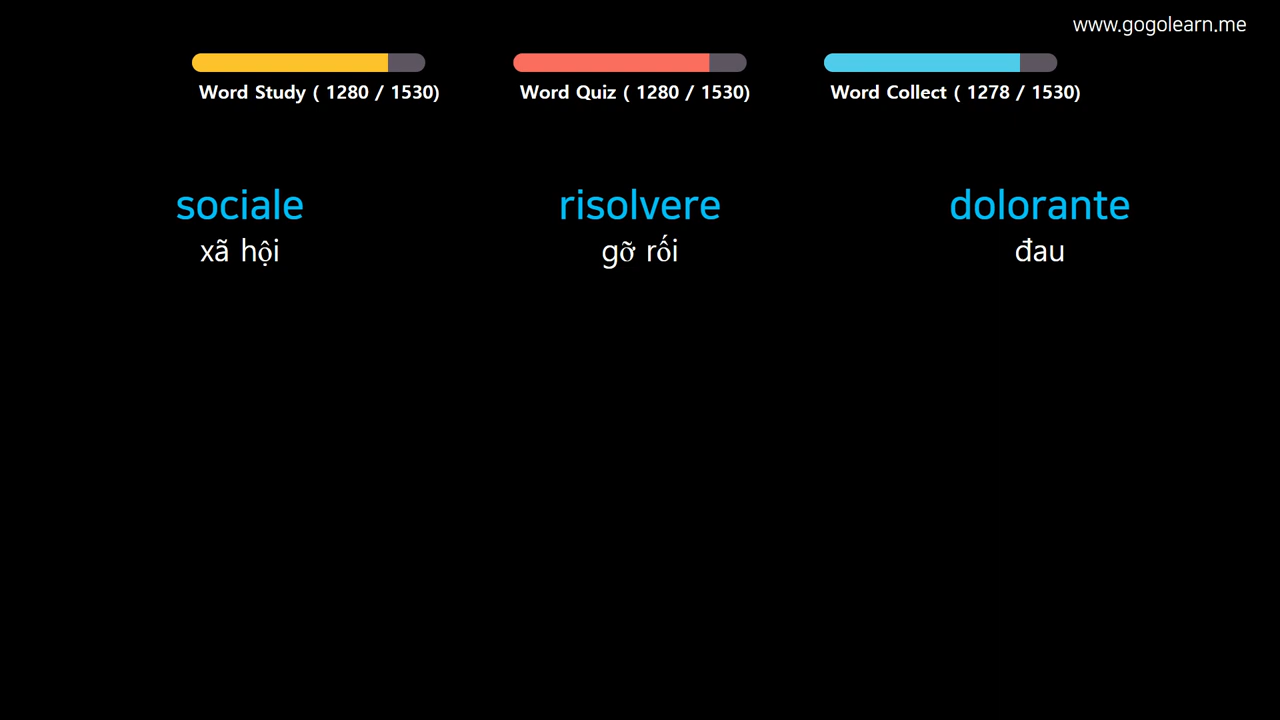 www.gogolearn.me
Word Study ( 1280 / 1530)
Word Quiz ( 1280 / 1530)
Word Collect ( 1278 / 1530)
sociale
xã hội
risolvere
gỡ rối
dolorante
đau